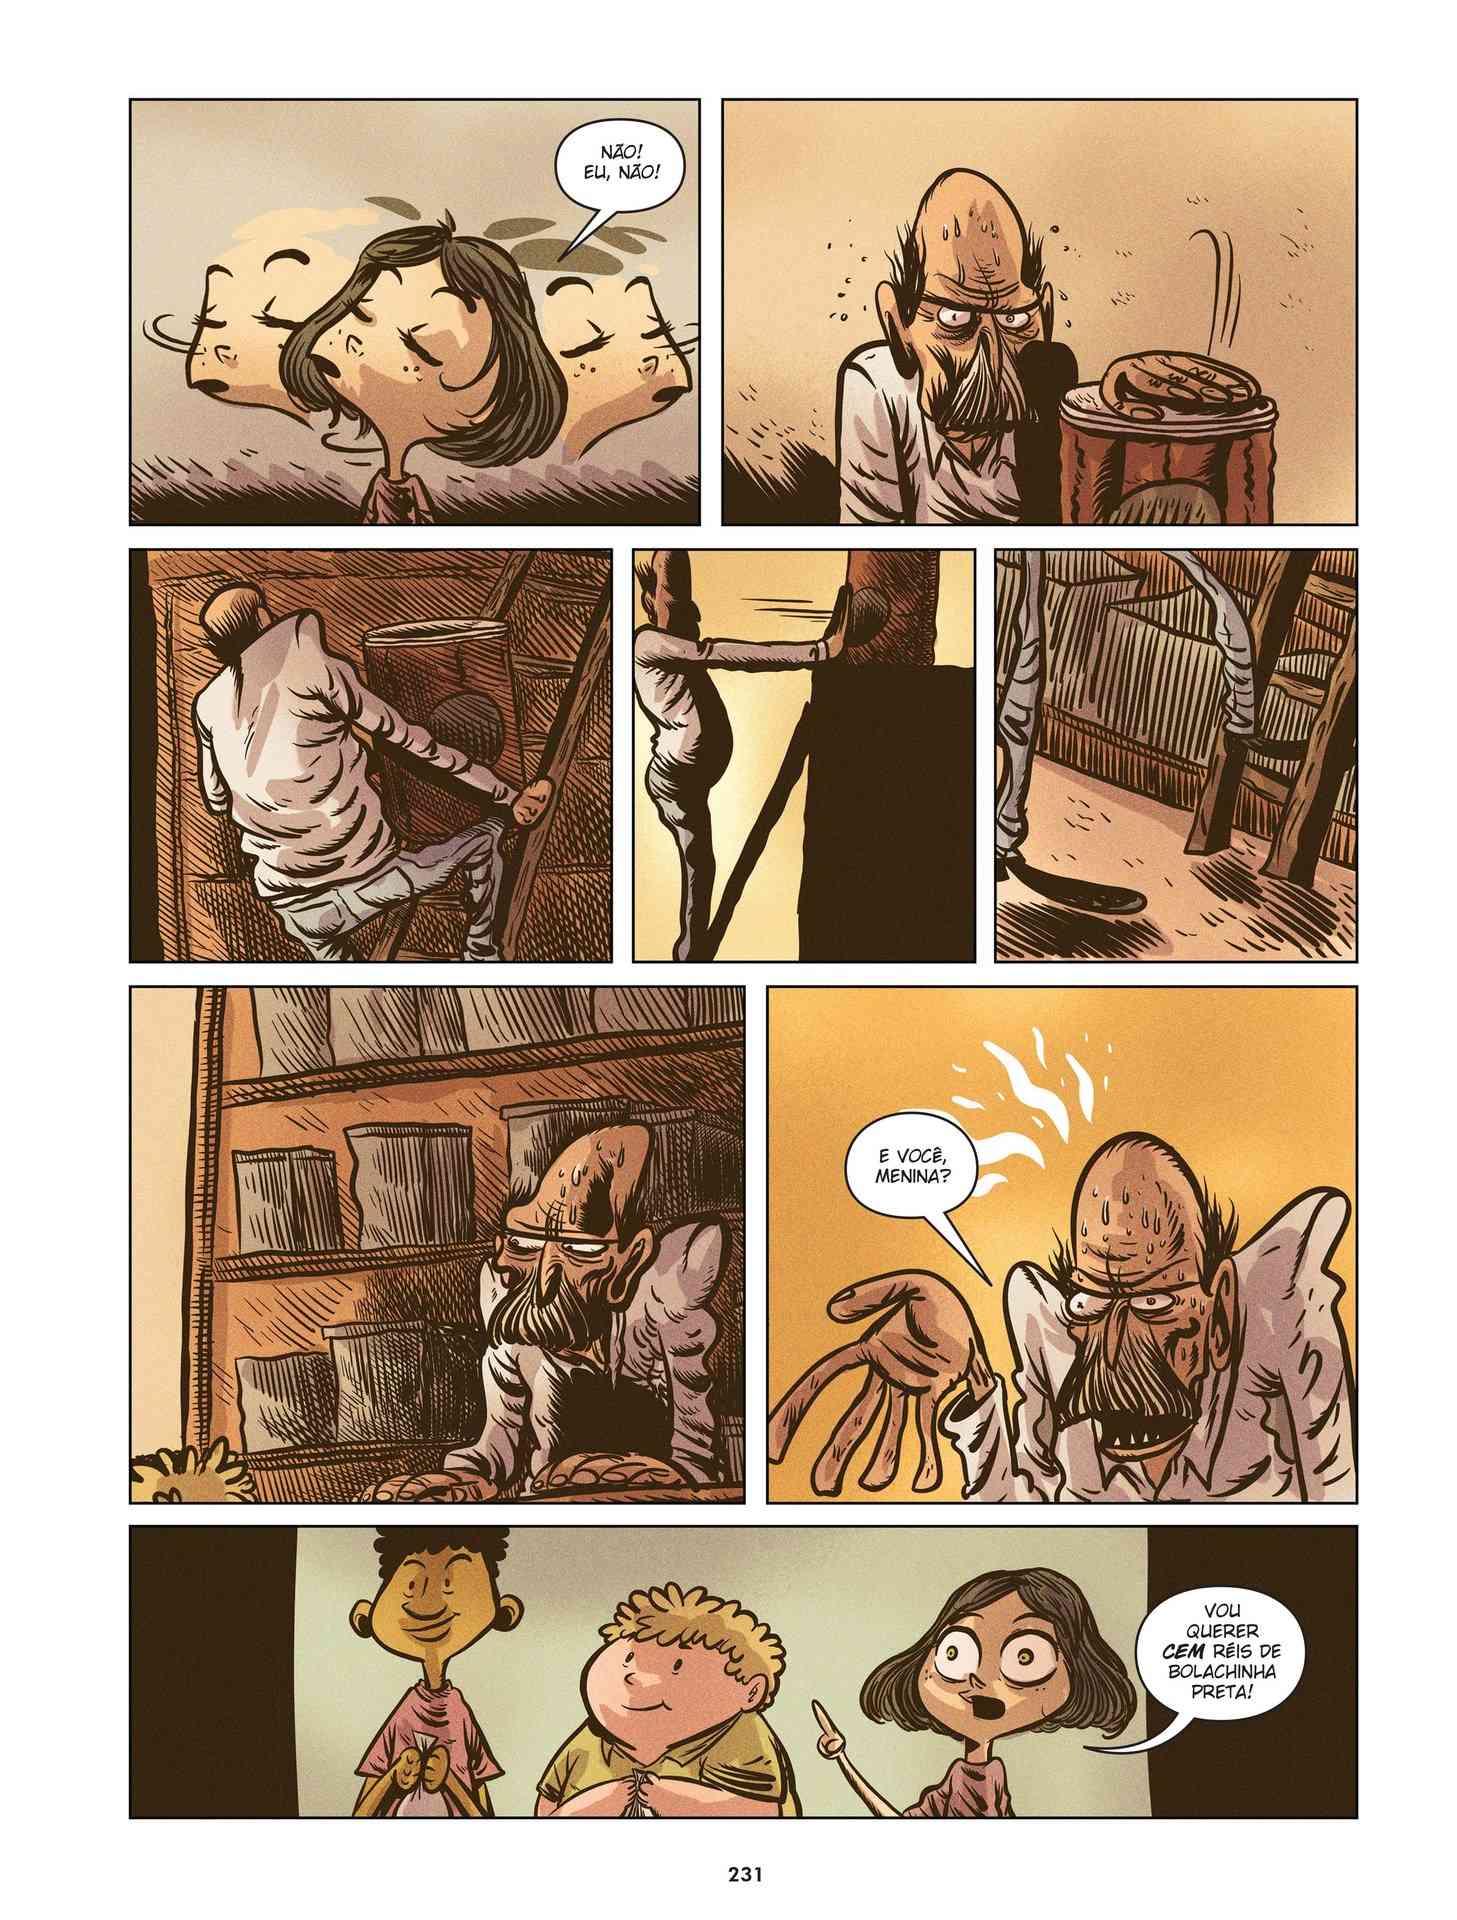 NÃO!
EU, NÃO!
E VOCÊ,
MENINA?
VOU
QUERER
CEM RÉIS DE
BOLACHINHA
PRETA!
231